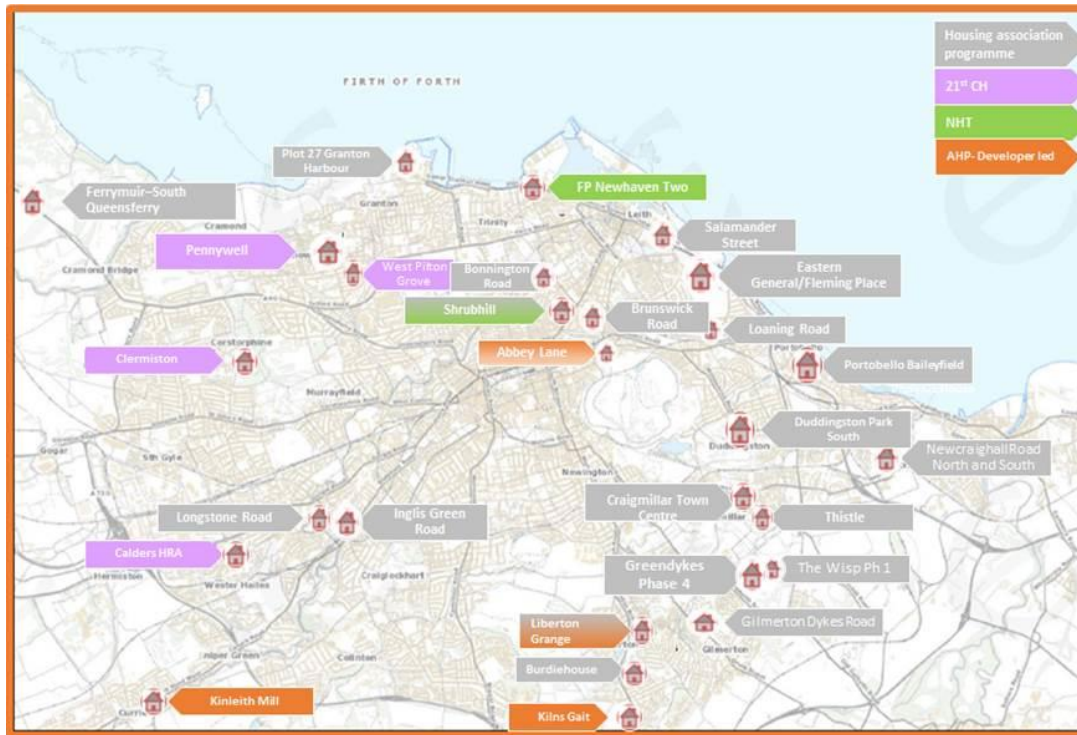 Housing association
programme
21st CH
NHT
AHP- Developer led
FIRTH OF FORTH
Plot 27 Granton
Harbour
FP Newhaven Two
Ferrymuir–South
Queensferry
Granton
Trinity
Leith
Cramond
Salamander
Street
Pennywell
Cramond Bridge
West Pilton
Grove
Bonnington
Road
Eastern
General/Fleming Place
Shrubhill
Brunswick
Road
Loaning Road
Corstorphine
Clermiston
Abbey Lane
Portobello Baileyfield
Murrayfield
Duddingston Park
South
Gogar
Sth Gyle
Newington
Newcraighall Road
North and South
Craigmillar Town
Centre
Longstone Road
Inglis Green
Road
Thistle
Calders HRA
Hermiston
Wester Hailes
Craiglockhart
Greendykes
Phase 4
The Wisp Ph 1
Liberton
Grange
Gilmerton Dykes Road
Juniper Green
Colinton
Gilmerton
Burdiehouse
Kinleith Mill
Currie
Kilns Gait